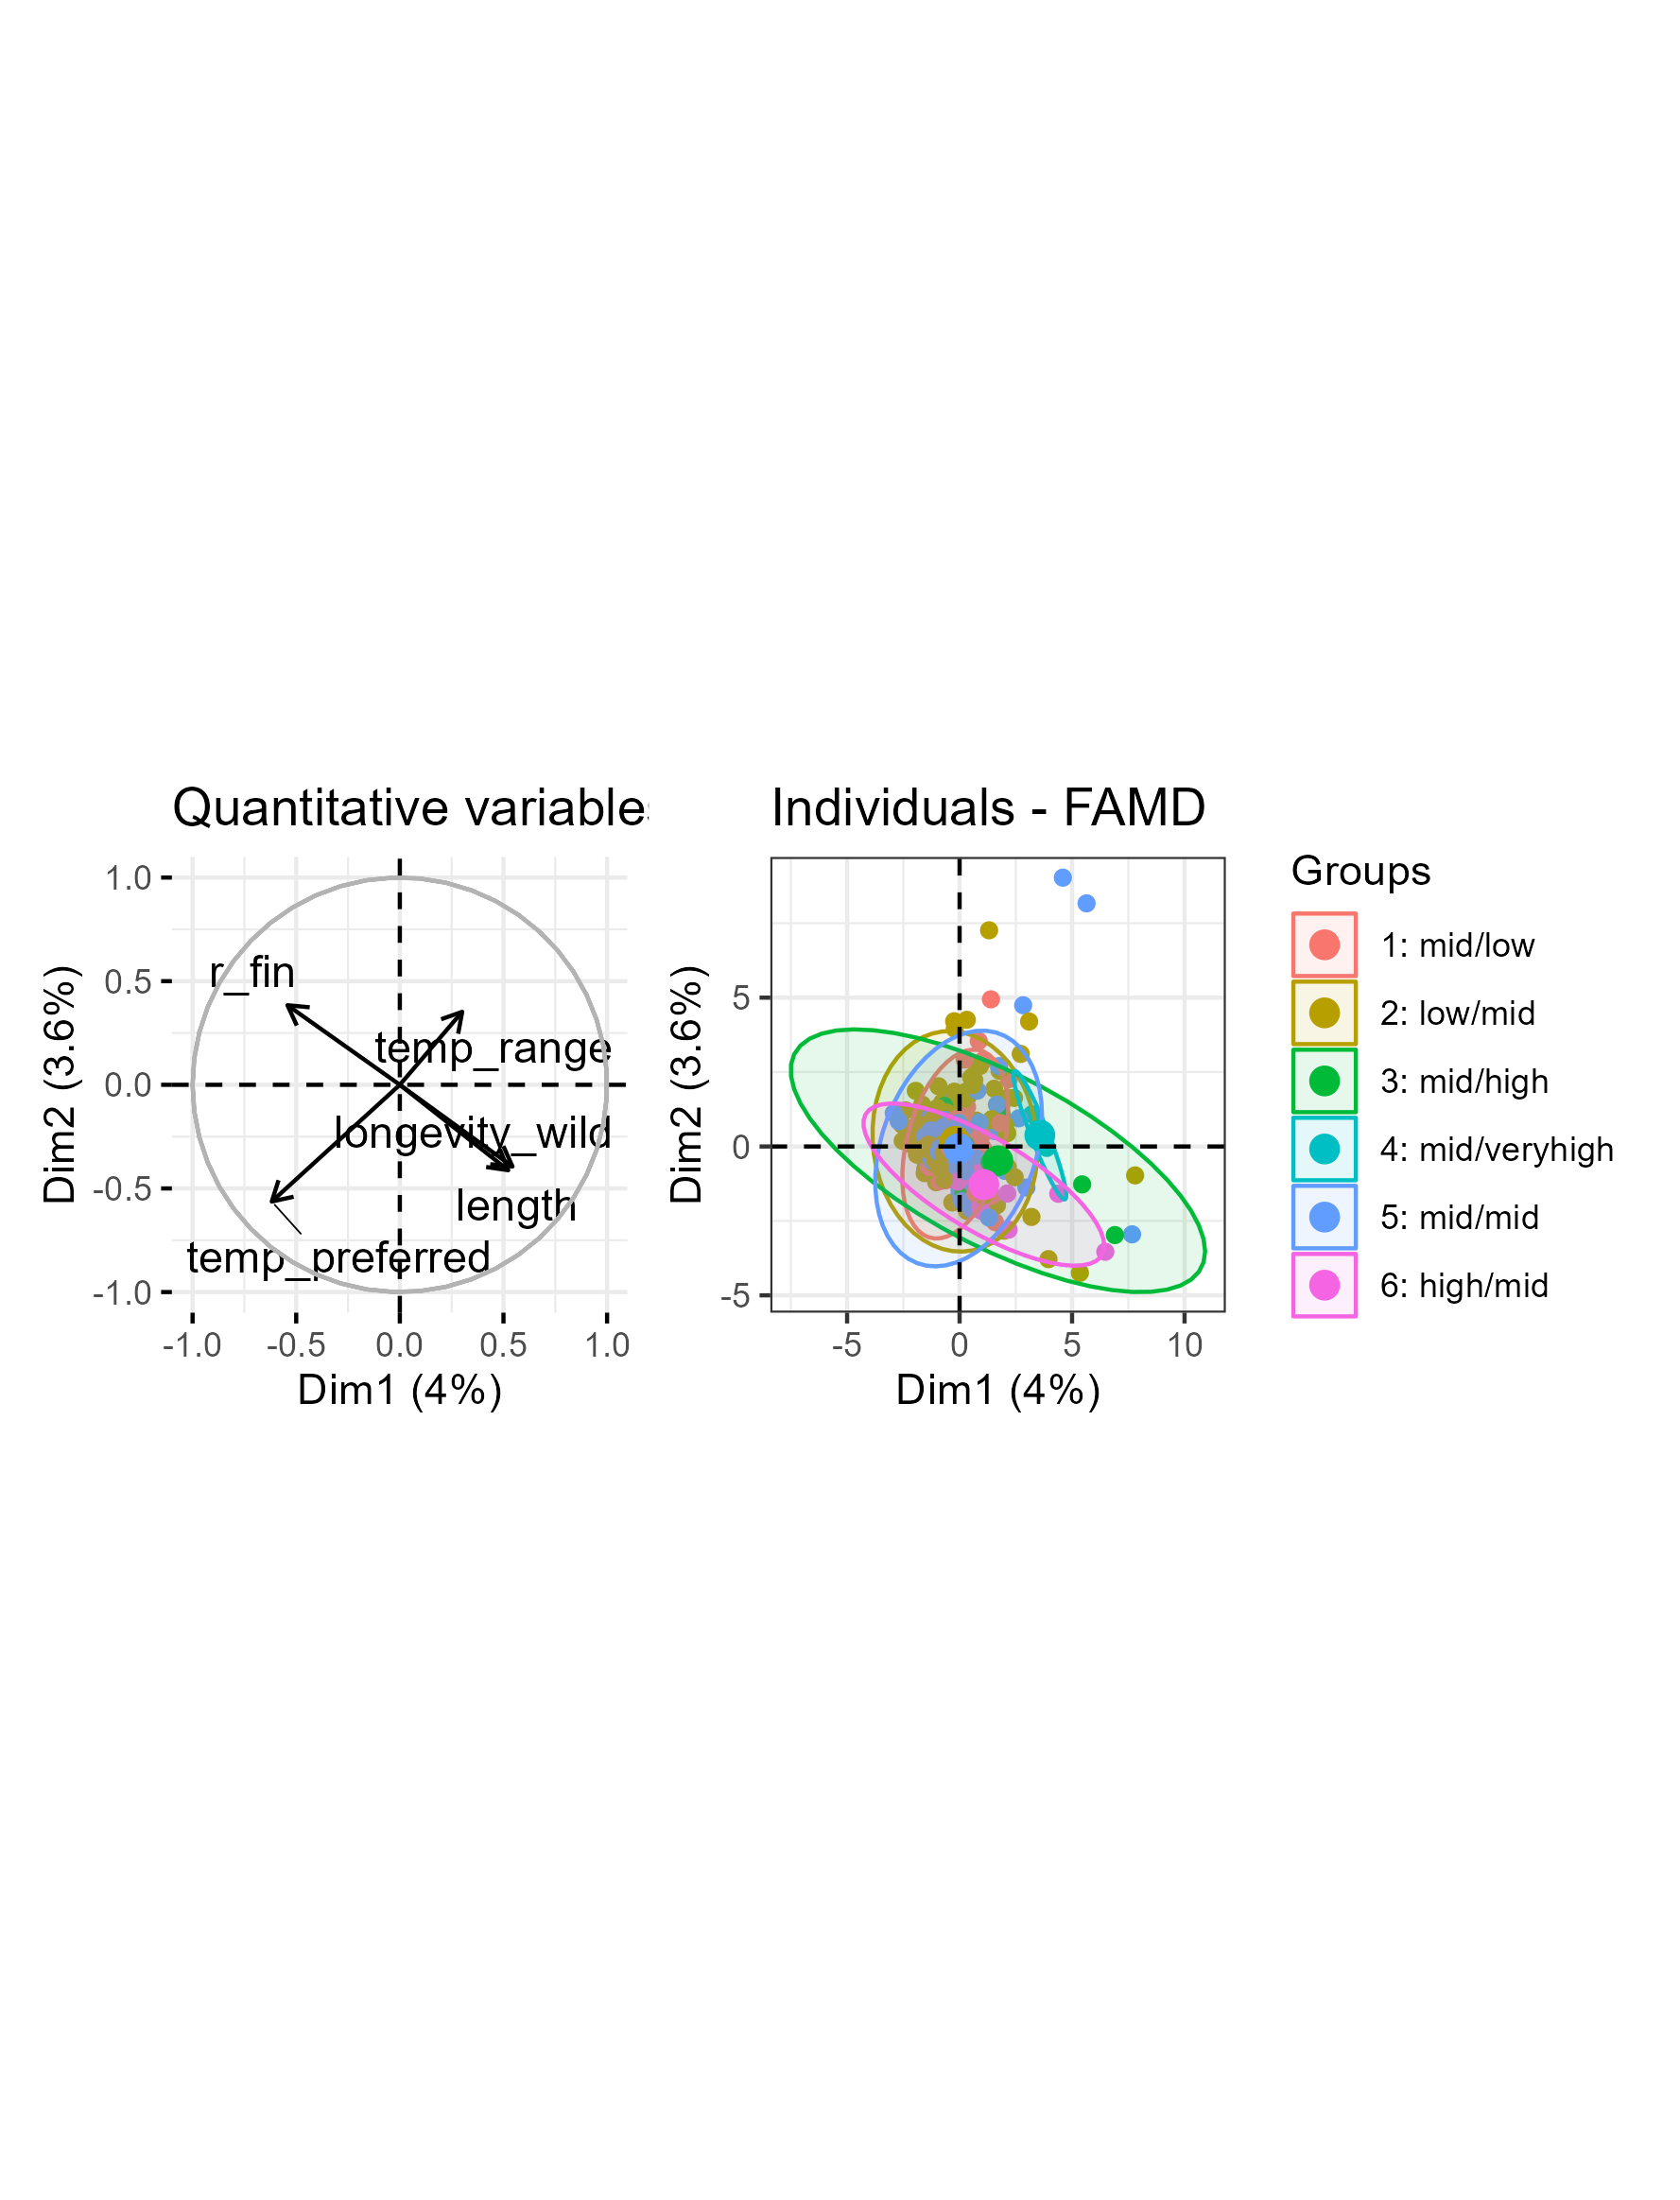 Quantitative variables
1.0
0.5
0.0
-0.5
-1.0
Dim2 (3.6%)
r_fin
temp_range
longevity_wild
length
temp_preferred
-1.0 -0.5 0.0 0.5 1.0
Dim1 (4%)
Individuals - FAMD
5
0
-5
Dim2 (3.6%)
-5 0 5 10
Dim1 (4%)
Groups
1: mid/low
2: low/mid
3: mid/high
4: mid/veryhigh
5: mid/mid
6: high/mid